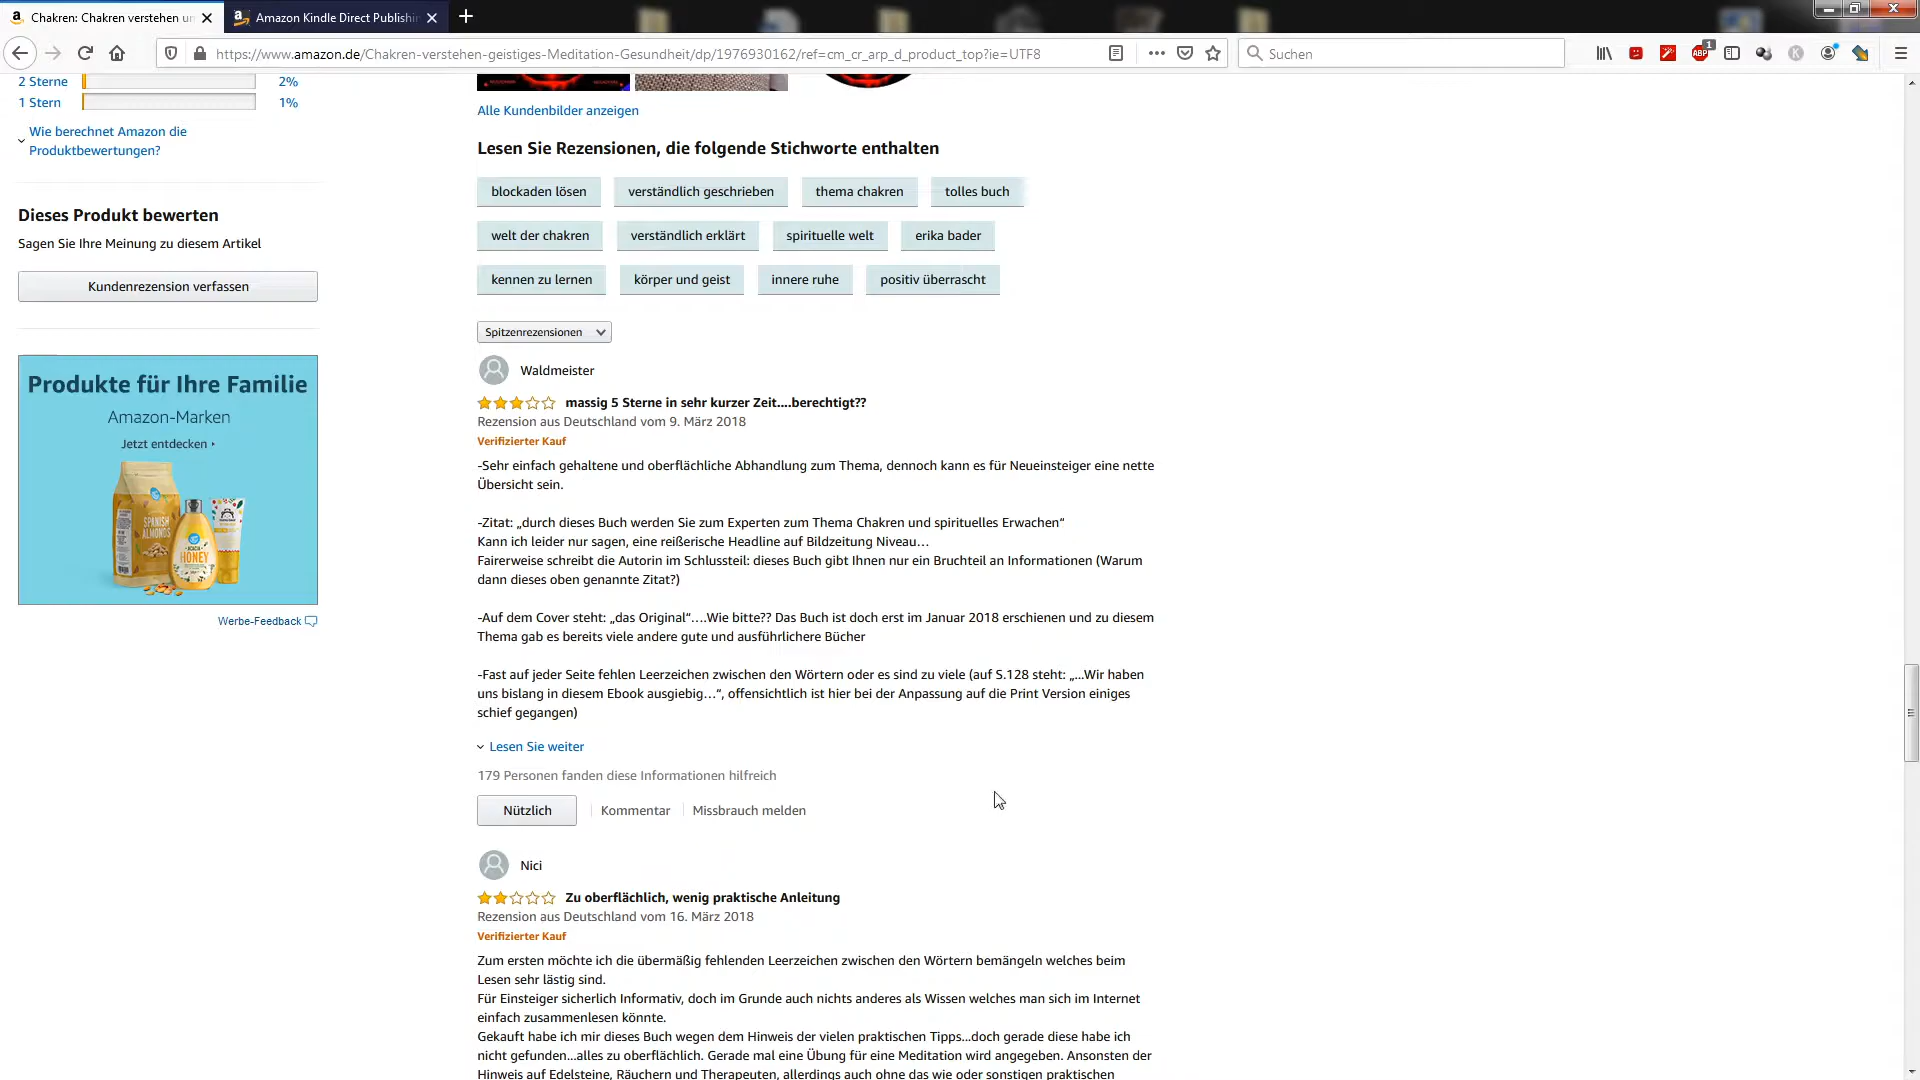 Chakren: Chakren verstehen un
Amazon Kindle Direct Publishin
https://www.amazon.de/Chakren-verstehen-geistiges-Meditation-Gesundheit/dp/1976930162/ref=cm_cr_arp_d_product_top?ie=UTF8
Suchen
ABP
1
2 Sterne
2%
1 Stern
1%
Wie berechnet Amazon die
Produktbewertungen?
Dieses Produkt bewerten
Sagen Sie Ihre Meinung zu diesem Artikel
Kundenrezension verfassen
Produkte für Ihre Familie
Amazon-Marken
Jetzt entdecken
SPANISH
ALMONDS
ACACIA
HONEY
Werbe-Feedback
Alle Kundenbilder anzeigen
Lesen Sie Rezensionen, die folgende Stichworte enthalten
blockaden lösen
verständlich geschrieben
thema chakren
tolles buch
welt der chakren
verständlich erklärt
spirituelle welt
erika bader
kennen zu lernen
körper und geist
innere ruhe
positiv überrascht
Spitzenrezensionen
Waldmeister
massig 5 Sterne in sehr kurzer Zeit....berechtigt??
Rezension aus Deutschland vom 9. März 2018
Verifizierter Kauf
-Sehr einfach gehaltene und oberflächliche Abhandlung zum Thema, dennoch kann es für Neueinsteiger eine nette
Übersicht sein.
-Zitat: „durch dieses Buch werden Sie zum Experten zum Thema Chakren und spirituelles Erwachen“
Kann ich leider nur sagen, eine reißerische Headline auf Bildzeitung Niveau…
Fairerweise schreibt die Autorin im Schlussteil: dieses Buch gibt Ihnen nur ein Bruchteil an Informationen (Warum
dann dieses oben genannte Zitat?)
-Auf dem Cover steht: „das Original“….Wie bitte?? Das Buch ist doch erst im Januar 2018 erschienen und zu diesem
Thema gab es bereits viele andere gute und ausführlichere Bücher
-Fast auf jeder Seite fehlen Leerzeichen zwischen den Wörtern oder es sind zu viele (auf S.128 steht: „...Wir haben
uns bislang in diesem Ebook ausgiebig…“, offensichtlich ist hier bei der Anpassung auf die Print Version einiges
schief gegangen)
Lesen Sie weiter
179 Personen fanden diese Informationen hilfreich
Nützlich
Kommentar
Missbrauch melden
Nici
Zu oberflächlich, wenig praktische Anleitung
Rezension aus Deutschland vom 16. März 2018
Verifizierter Kauf
Zum ersten möchte ich die übermäßig fehlenden Leerzeichen zwischen den Wörtern bemängeln welches beim
Lesen sehr lästig sind.
Für Einsteiger sicherlich Informativ, doch im Grunde auch nichts anderes als Wissen welches man sich im Internet
einfach zusammenlesen könnte.
Gekauft habe ich mir dieses Buch wegen dem Hinweis der vielen praktischen Tipps...doch gerade diese habe ich
nicht gefunden...alles zu oberflächlich. Gerade mal eine Übung für eine Meditation wird angegeben. Ansonsten der
Hinweis auf Edelsteine, Räuchern und Therapeuten, allerdings auch ohne das wie oder sonstigen praktischen